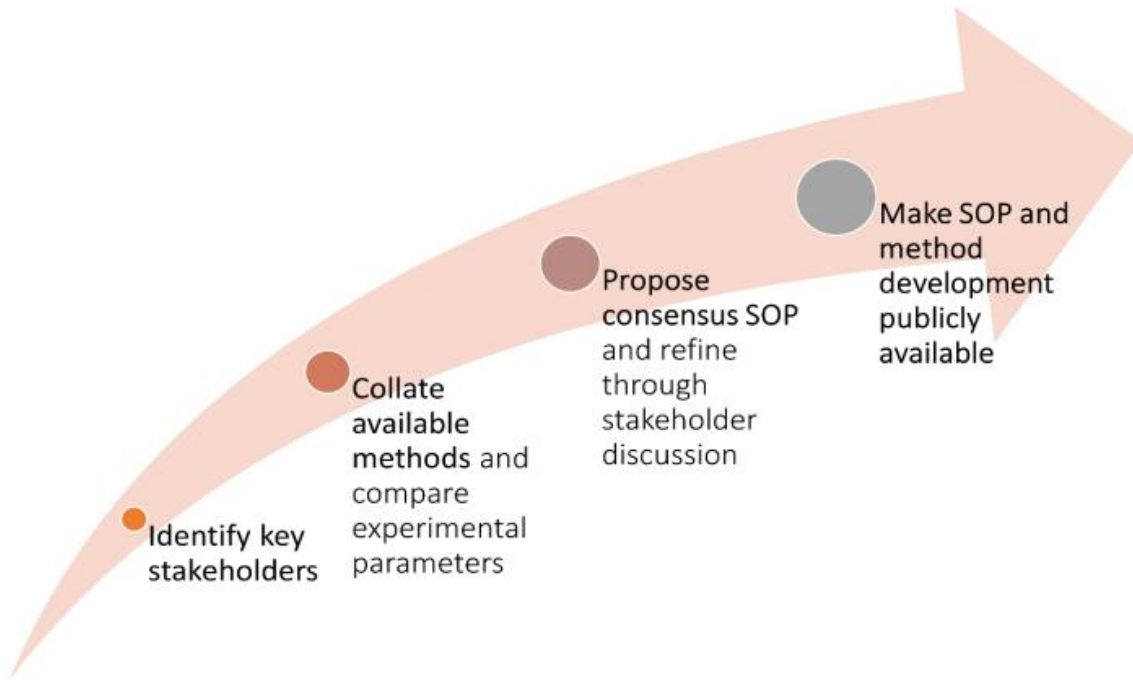 Identify key
stakeholders
Collate
available
methods and
compare
experimental
parameters
Propose
consensus SOP
and refine
through
stakeholder
discussion
Make SOP and
method
development
publicly
available